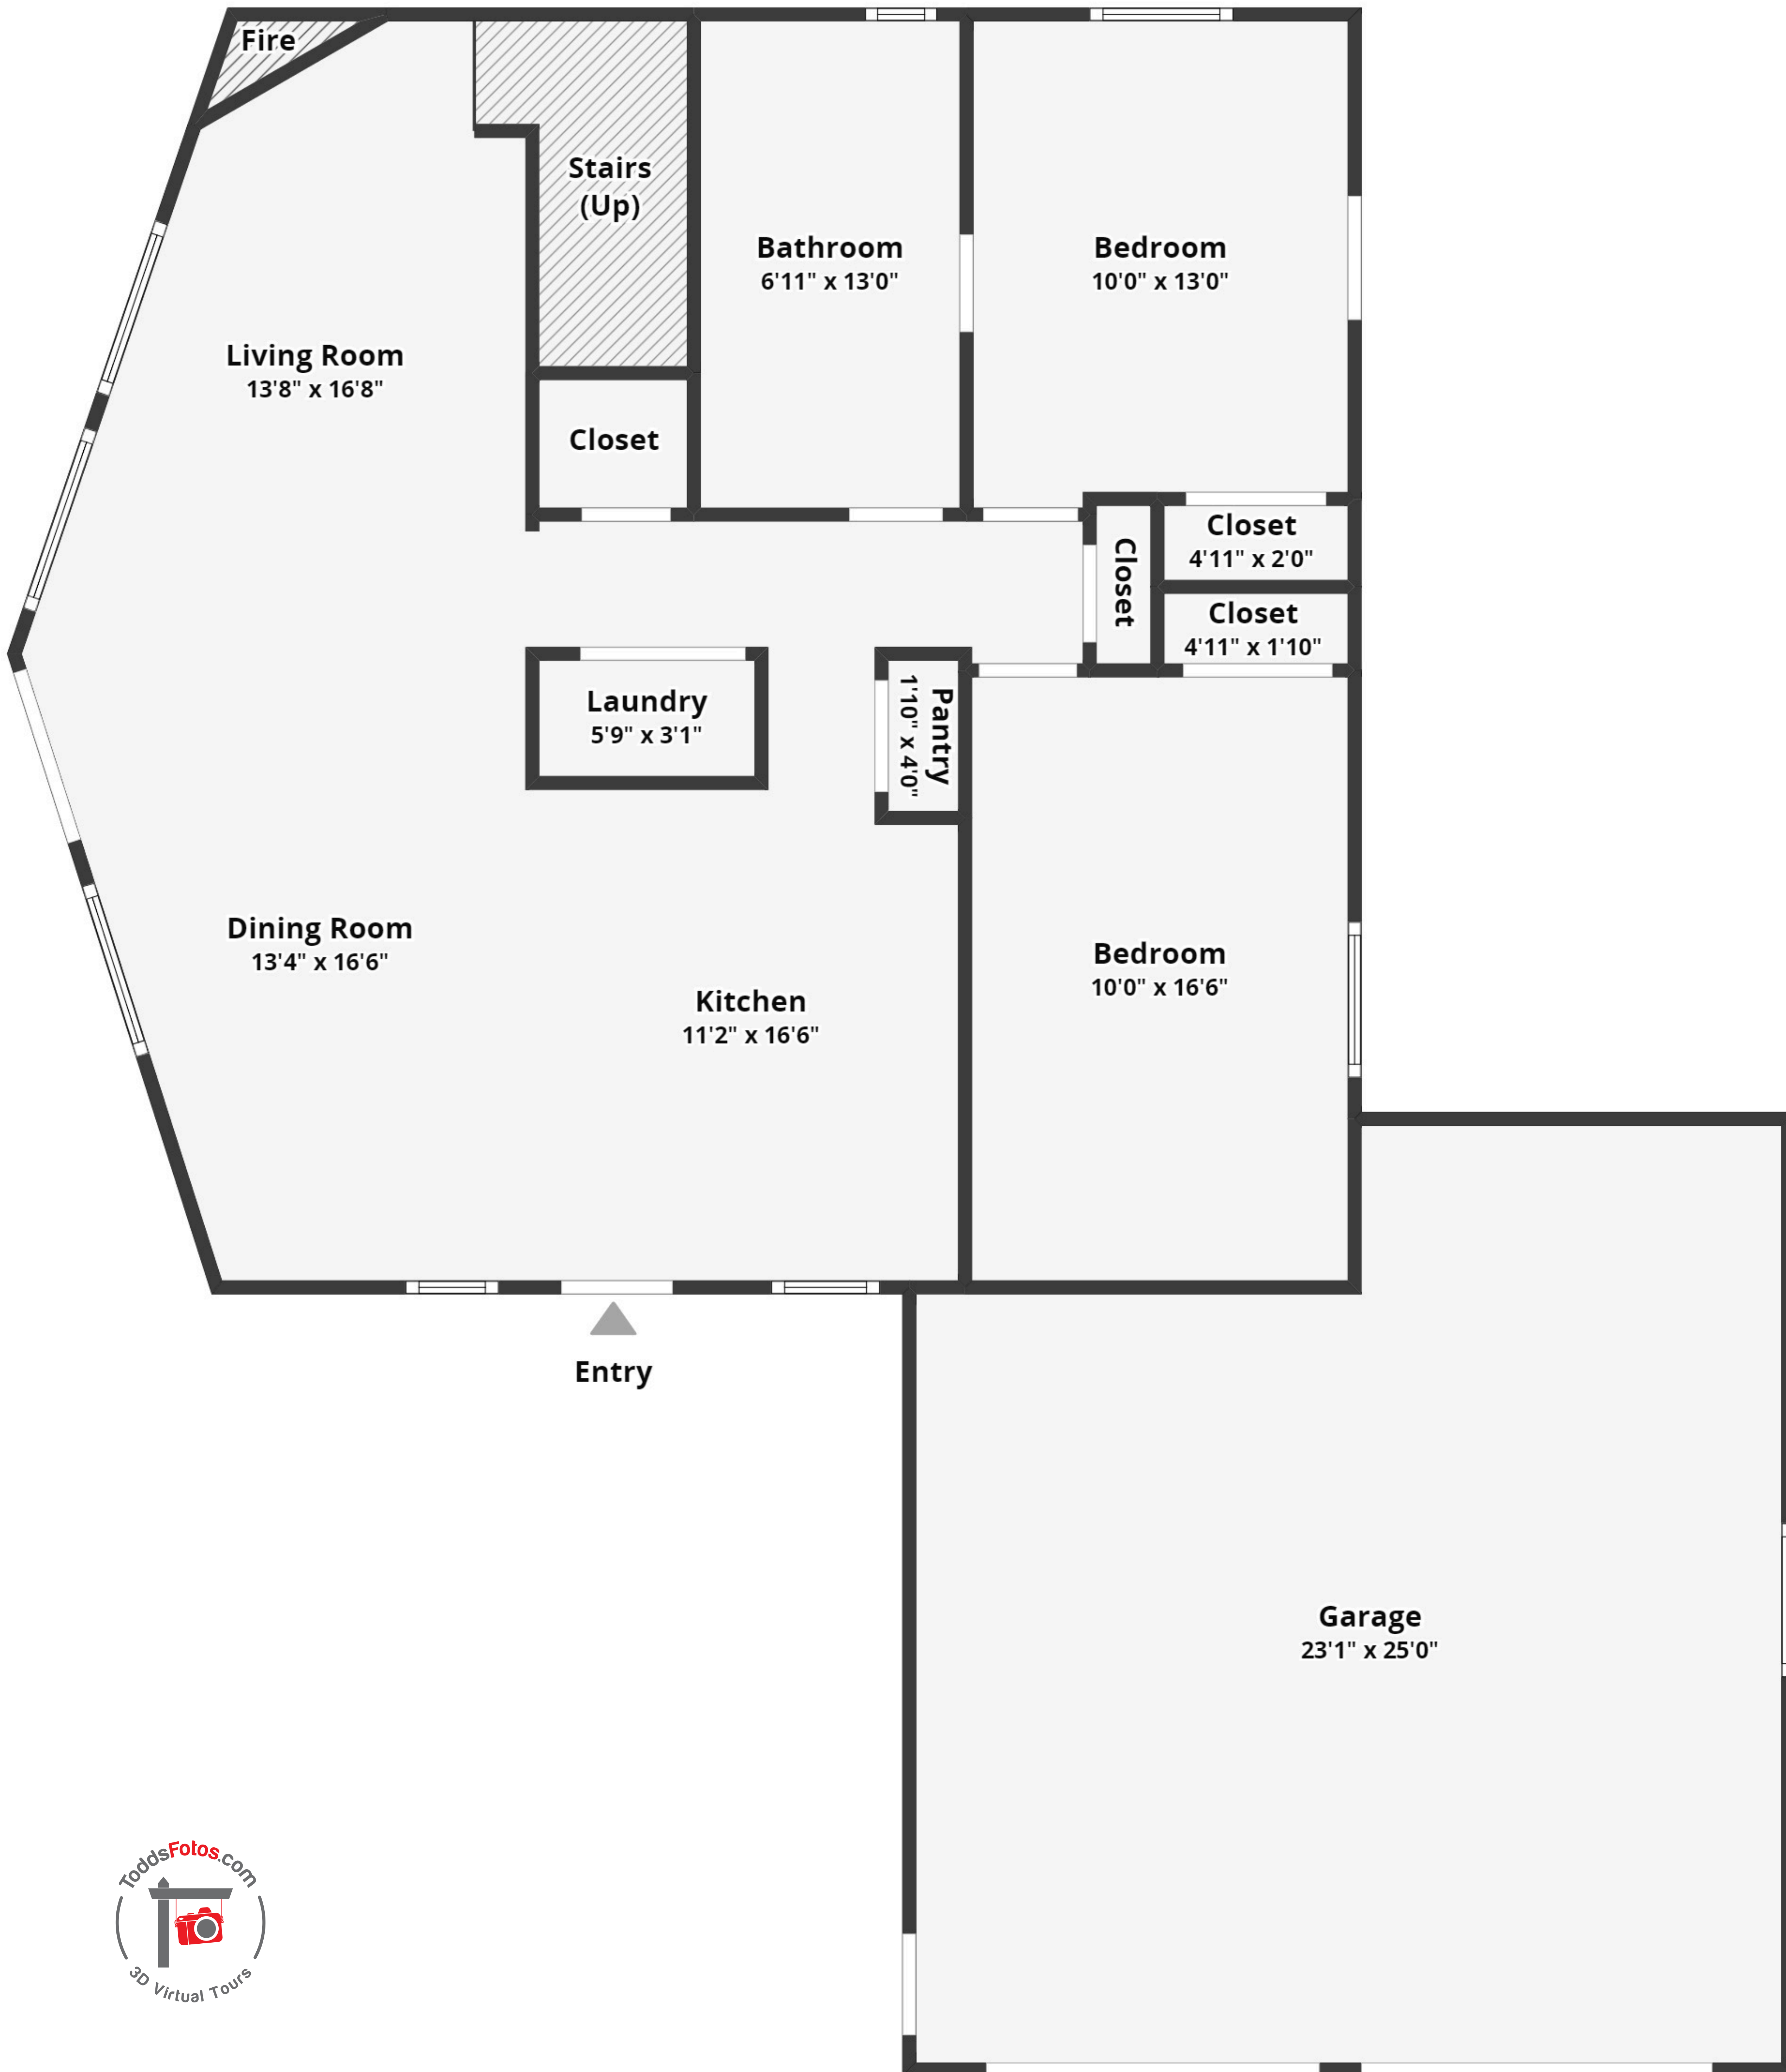 Fire
Stairs
(Up)
Bathroom
6'11" x 13'0"
Bedroom
10'0" x 13'0"
Living Room
13'8" x 16'8"
Closet
Closet
4'11" x 2'0"
Closet
Closet
4'11" x 1'10"
Laundry
5'9" x 3'1"
Pantry
1'10" x 4'0"
Dining Room
13'4" x 16'6"
Kitchen
11'2" x 16'6"
Bedroom
10'0" x 16'6"
Entry
Garage
23'1" x 25'0"
ToddsFotos.com
3D Virtual Tours